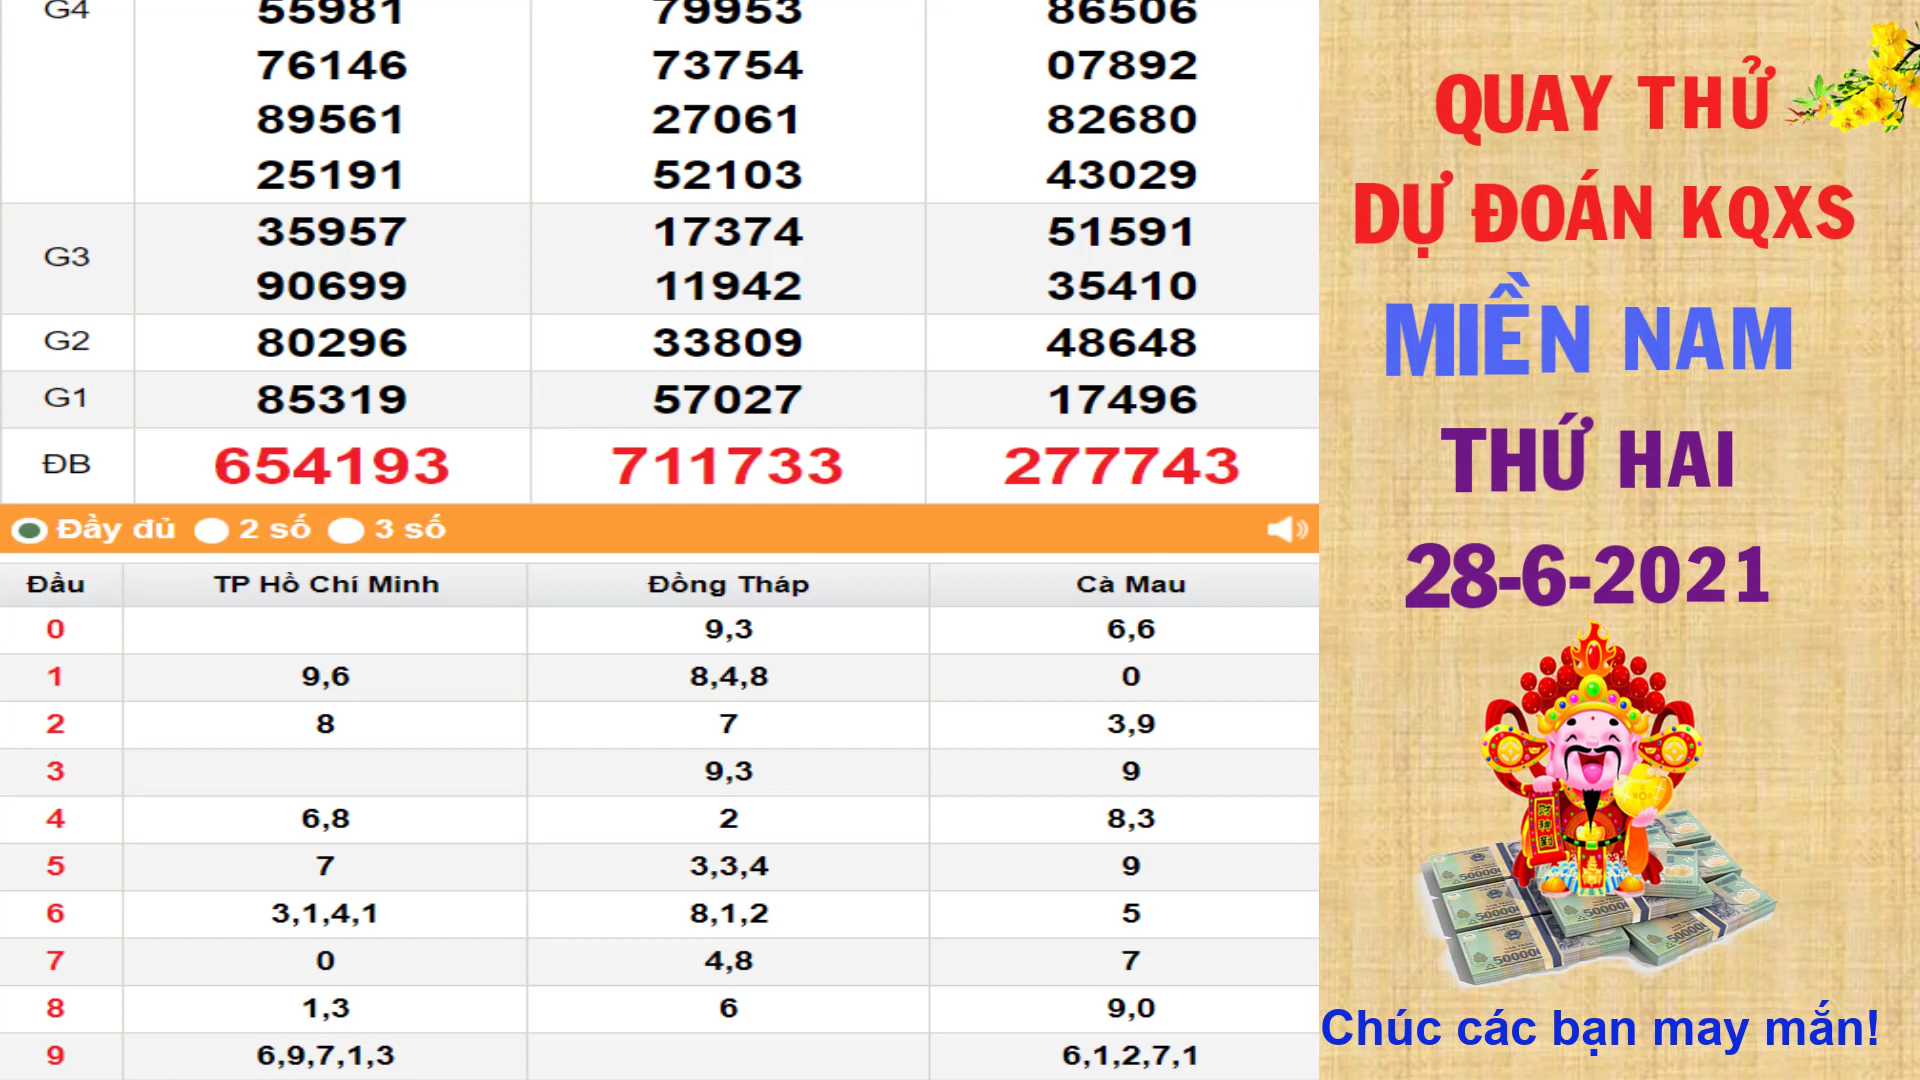 G4 55981 79953 86506
76146 73754 07892
89561 27061 82680
25191 52103 43029
G3 35957 17374 51591
90699 11942 35410
G2 80296 33809 48648
G1 85319 57027 17496
ĐB 654193 711733 277743
Đầy đủ 2 số 3 số
Đầu TP Hồ Chí Minh Đồng Tháp Cà Mau
0 9,3 6,6
1 9,6 8,4,8 0
2 8 7 3,9
3 9,3 9
4 6,8 2 8,3
5 7 3,3,4 9
6 3,1,4,1 8,1,2 5
7 0 4,8 7
8 1,3 6 9,0
9 6,9,7,1,3 6,1,2,7,1
QUAY THỬ
DỰ ĐOÁN KQXS
MIỀN NAM
THỨ HAI
28-6-2021
Chúc các bạn may mắn!